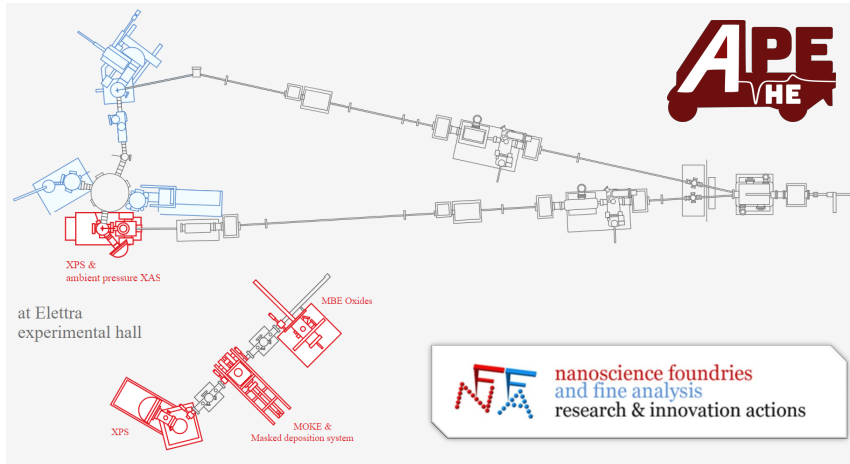 APE
HE
XPS &
ambient pressure XAS
at Elettra
experimental hall
MBE Oxides
XPS
MOKE &
Masked deposition system
NFFA
nanoscience foundries
and fine analysis
research & innovation actions